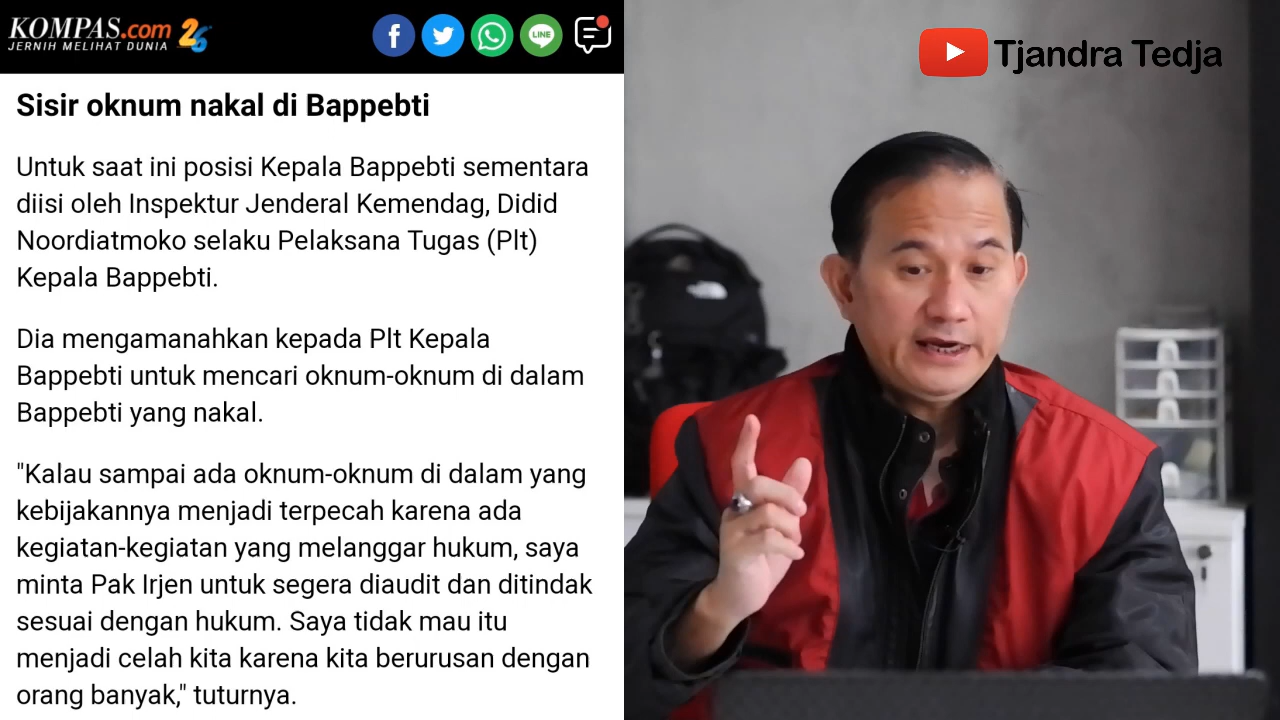 KOMPAS.com 26
JERNIH MELIHAT DUNIA
LINE
Tjandra Tedja
Sisir oknum nakal di Bappebti
Untuk saat ini posisi Kepala Bappebti sementara
diisi oleh Inspektur Jenderal Kemendag, Didid
Noordiatmoko selaku Pelaksana Tugas (Plt)
Kepala Bappebti.
Dia mengamanahkan kepada Plt Kepala
Bappebti untuk mencari oknum-oknum di dalam
Bappebti yang nakal.
"Kalau sampai ada oknum-oknum di dalam yang
kebijakannya menjadi terpecah karena ada
kegiatan-kegiatan yang melanggar hukum, saya
minta Pak Irjen untuk segera diaudit dan ditindak
sesuai dengan hukum. Saya tidak mau itu
menjadi celah kita karena kita berurusan dengan
orang banyak," tuturnya.